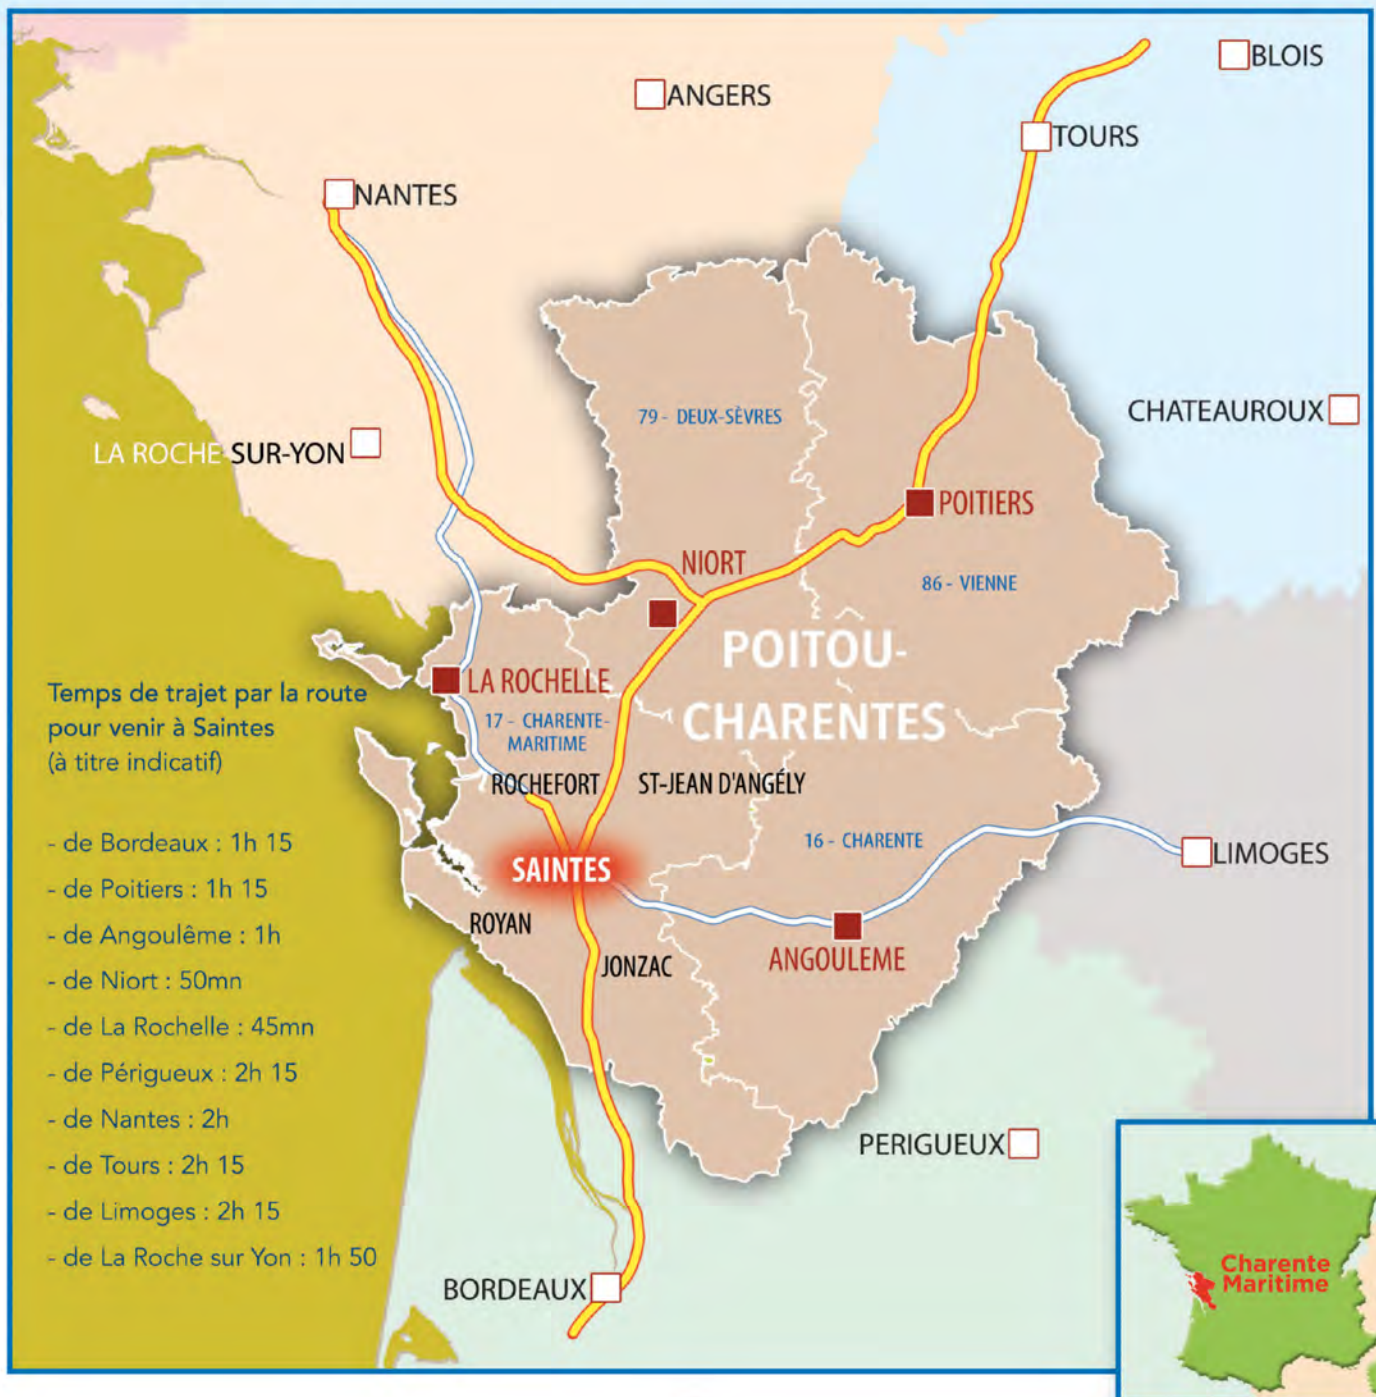 BLOIS
ANGERS
TOURS
NANTES
CHATEAUROUX
79 - DEUX-SÈVRES
LA ROCHE SUR-YON
POITIERS
NIORT
86 - VIENNE
POITOU-
CHARENTES
LA ROCHELLE
17 - CHARENTE-
MARITIME
ROCHEFORT
ST-JEAN D'ANGÉLY
16 - CHARENTE
LIMOGES
SAINTES
ROYAN
ANGOULEME
JONZAC
PERIGUEUX
BORDEAUX
Temps de trajet par la route
pour venir à Saintes
(à titre indicatif)
- de Bordeaux : 1h 15
- de Poitiers : 1h 15
- de Angoulême : 1h
- de Niort : 50mn
- de La Rochelle : 45mn
- de Périgueux : 2h 15
- de Nantes : 2h
- de Tours : 2h 15
- de Limoges : 2h 15
- de La Roche sur Yon : 1h 50
Charente
Maritime